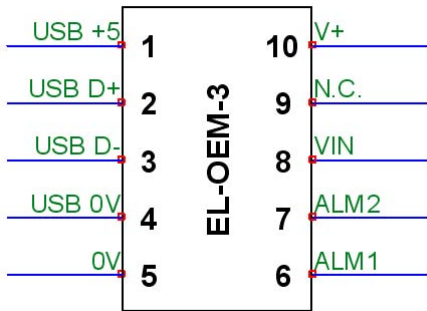 USB +5 1 10 V+
USB D+ 2 9 N.C.
USB D- 3 8 VIN
USB 0V 4 7 ALM2
0V 5 6 ALM1
EL-OEM-3